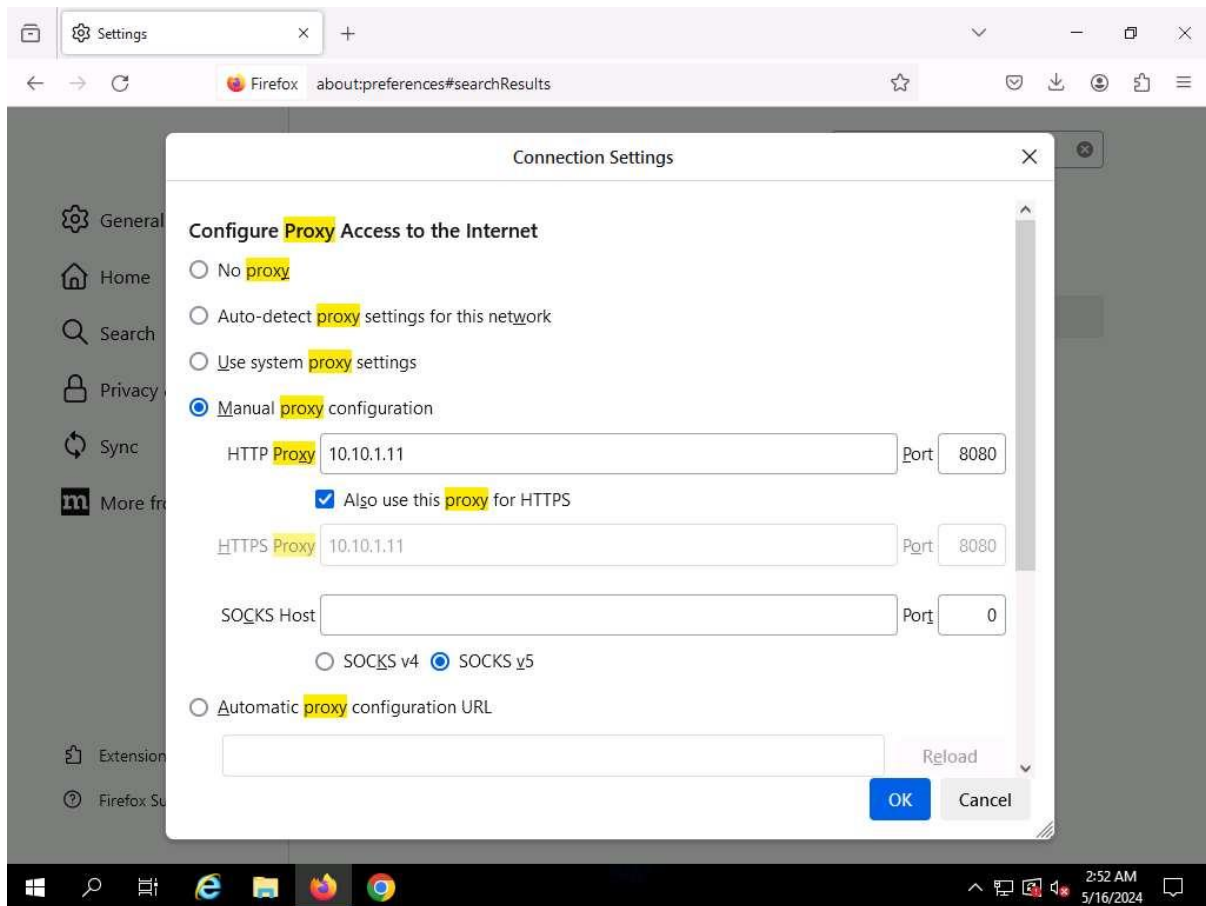 Settings
Firefox about:preferences#searchResults
Connection Settings
General
Home
Search
Privacy
Sync
Extension
Configure Proxy Access to the Internet
No proxy
Auto-detect proxy settings for this network
Use system proxy settings
Manual proxy configuration
HTTP Proxy 10.10.1.11 Port 8080
Also use this proxy for HTTPS
HTTPS Proxy 10.10.1.11 Port 8080
SOCKS Host Port 0
SOCKS v4 SOCKS v5
Automatic proxy configuration URL
Reload
More fro
Firefox Su
OK Cancel
2:52 AM
5/16/2024